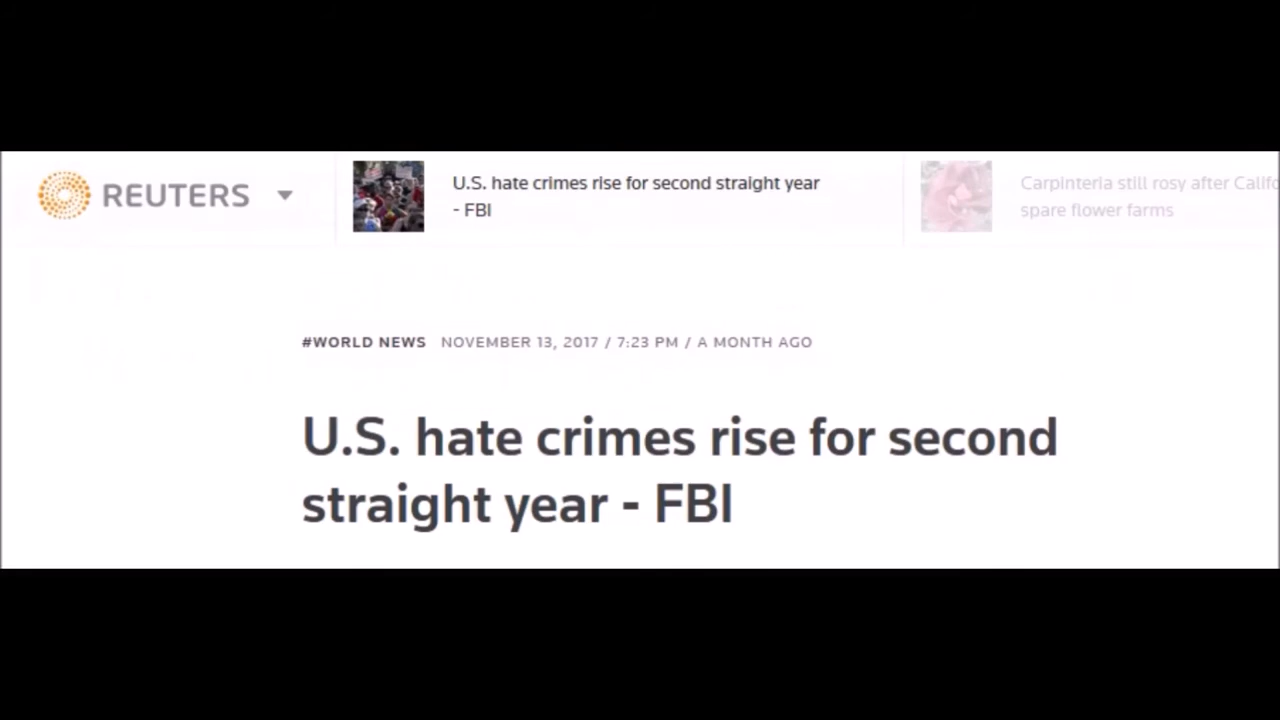 REUTERS
U.S. hate crimes rise for second straight year
- FBI
Carpinteria still rosy after
spare flower farms
#WORLD NEWS NOVEMBER 13, 2017 / 7:23 PM / A MONTH AGO
U.S. hate crimes rise for second
straight year - FBI